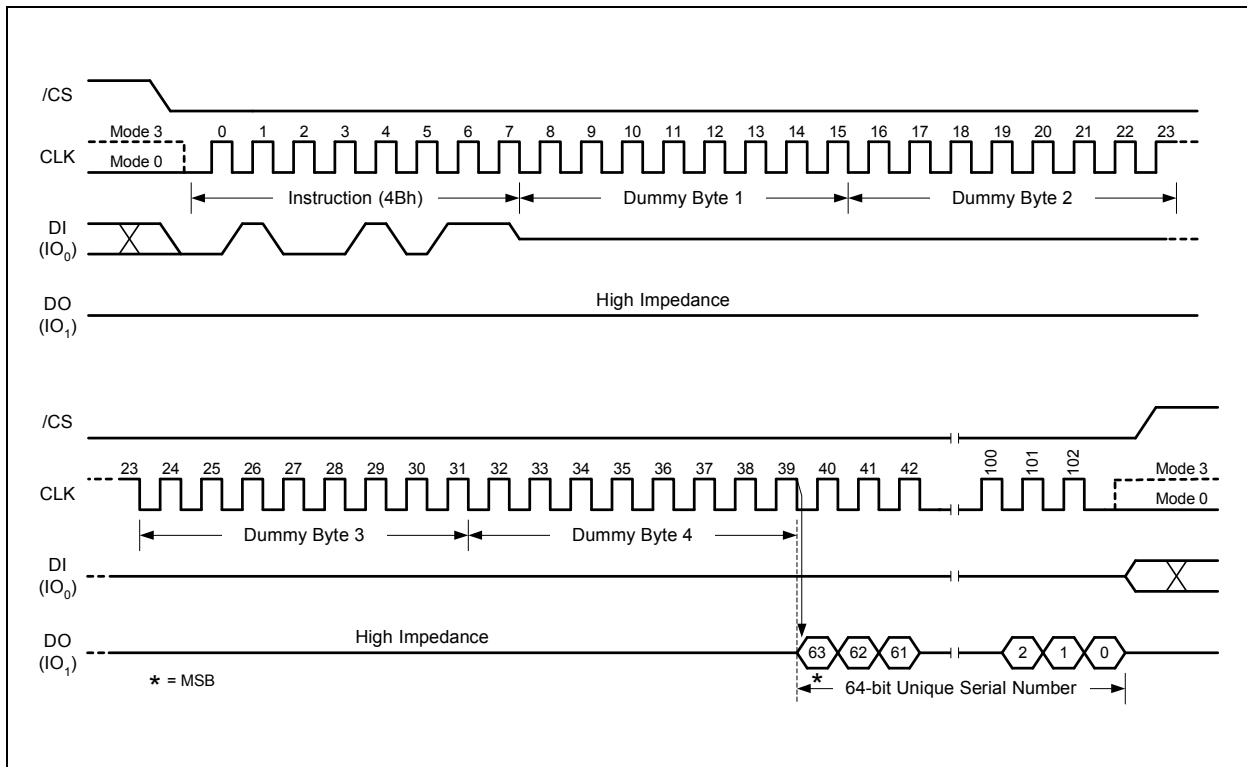 /CS
Mode 3
0 1 2 3 4 5 6 7 8 9 10 11 12 13 14 15 16 17 18 19 20 21 22 23
CLK
Mode 0
Instruction (4Bh) Dummy Byte 1 Dummy Byte 2
DI
(IO0)
High Impedance
DO
(IO1)
/CS
23 24 25 26 27 28 29 30 31 32 33 34 35 36 37 38 39 40 41 42 100 101 102
Mode 3
CLK
Mode 0
Dummy Byte 3 Dummy Byte 4
DI
(IO0)
High Impedance
DO
(IO1)
63 62 61 2 1 0
* = MSB
*
64-bit Unique Serial Number